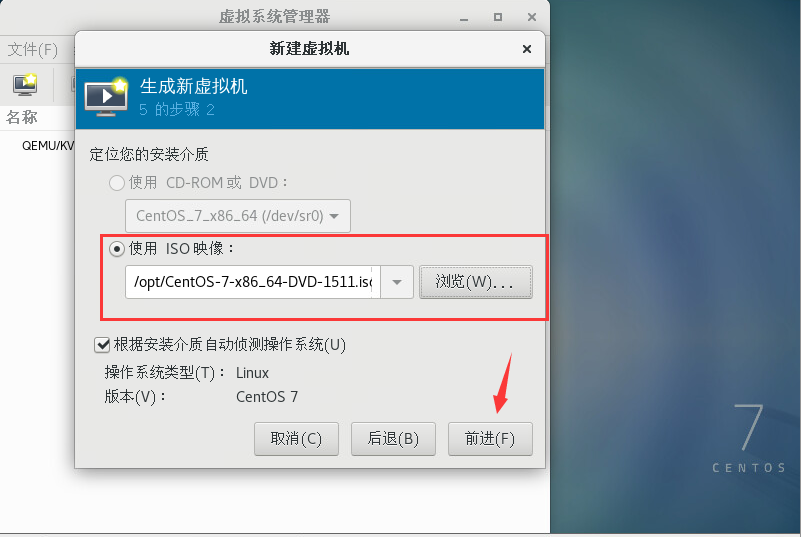 虚拟系统管理器
文件(F)
新建虚拟机
生成新虚拟机
5 的步骤 2
名称
QEMU/KV
定位您的安装介质
使用 CD-ROM 或 DVD：
CentOS_7_x86_64 (/dev/sr0)
使用 ISO 映像：
/opt/CentOS-7-x86_64-DVD-1511.iso
浏览(W)...
根据安装介质自动侦测操作系统(U)
操作系统类型(T)： Linux
版本(V)： CentOS 7
取消(C) 后退(B) 前进(F)
7
CENTOS